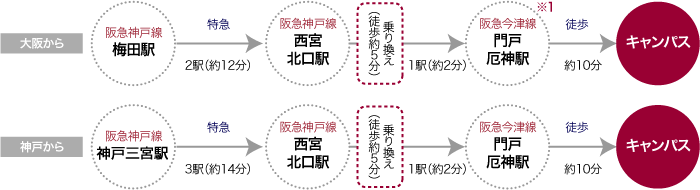 ※1
大阪から
阪急神戸線
梅田駅
特急
2駅(約12分)
阪急神戸線
西宮
北口駅
乗り換え
(徒歩約5分)
1駅(約2分)
阪急今津線
門戸
厄神駅
徒歩
約10分
キャンパス
神戸から
阪急神戸線
神戸三宮駅
特急
3駅(約14分)
阪急神戸線
西宮
北口駅
乗り換え
(徒歩約5分)
1駅(約2分)
阪急今津線
門戸
厄神駅
徒歩
約10分
キャンパス